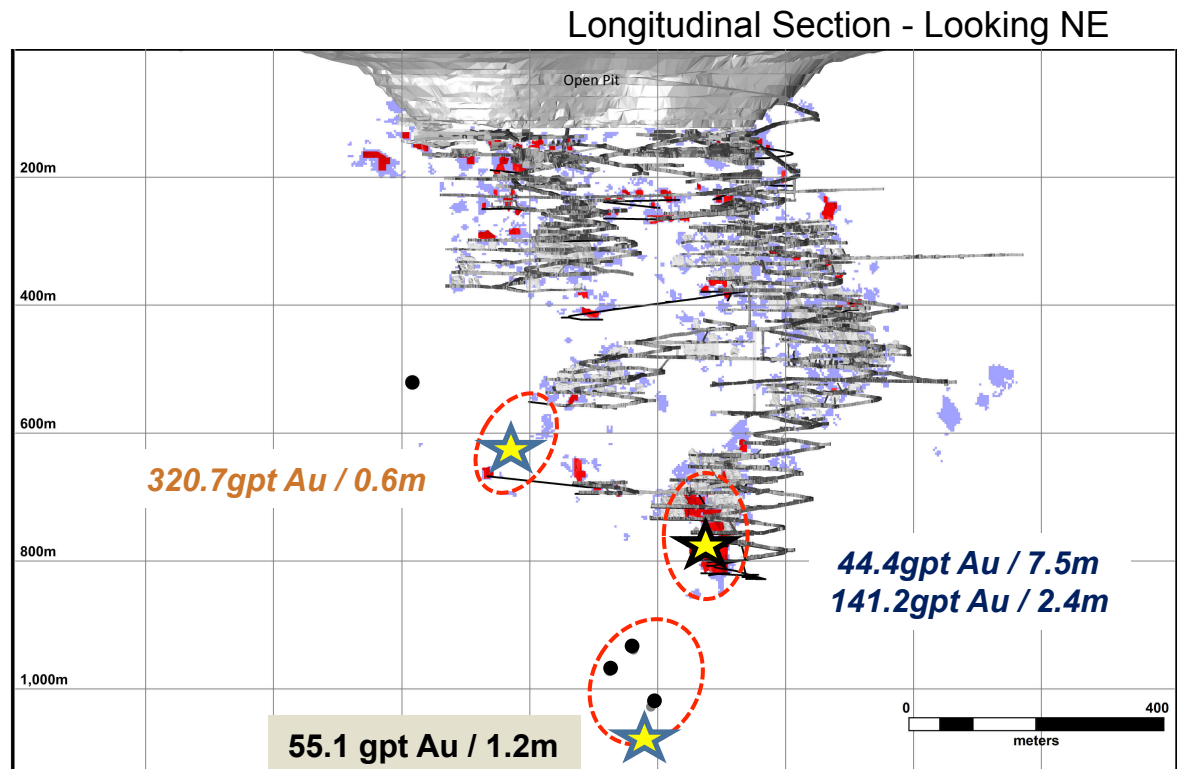 Longitudinal Section - Looking NE
Open Pit
200m
400m
600m
320.7gpt Au / 0.6m
800m
44.4gpt Au / 7.5m
141.2gpt Au / 2.4m
1,000m
0 400
meters
55.1 gpt Au / 1.2m